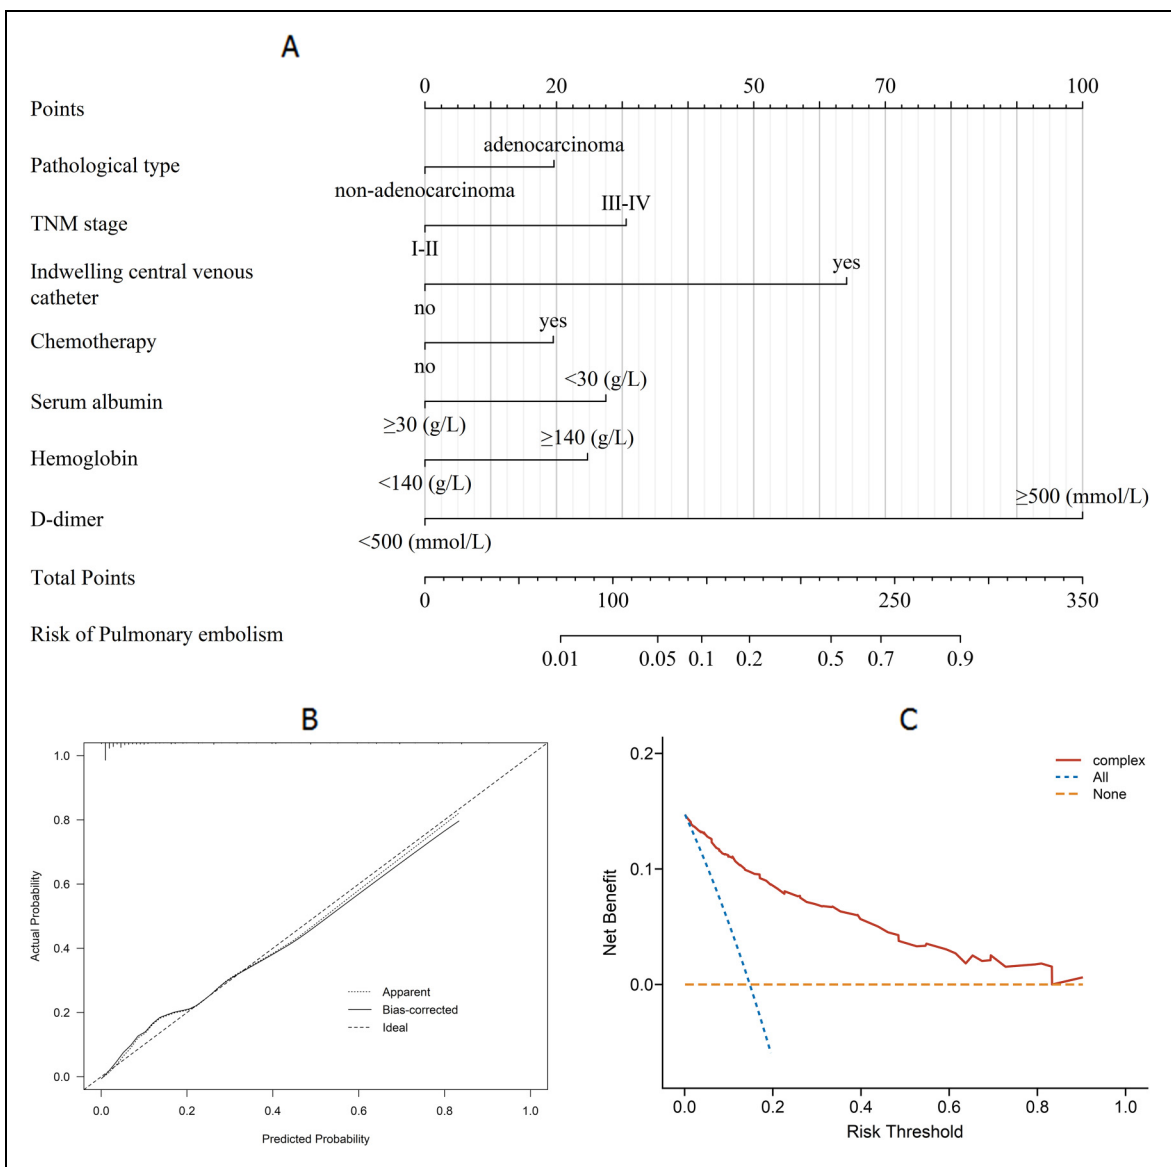 A
0 20 50 70 100
Points
adenocarcinoma
Pathological type
non-adenocarcinoma
III-IV
TNM stage
I-II
Indwelling central venous
catheter
yes
no
yes
Chemotherapy
no
<30 (g/L)
Serum albumin
≥30 (g/L)
≥140 (g/L)
Hemoglobin
<140 (g/L)
≥500 (mmol/L)
D-dimer
<500 (mmol/L)
Total Points
0 100 250 350
Risk of Pulmonary embolism
0.01 0.05 0.1 0.2 0.5 0.7 0.9
B
1.0
0.8
0.6
0.4
0.2
0.0
Actual Probability
Apparent
Bias-corrected
Ideal
0.0 0.2 0.4 0.6 0.8 1.0
Predicted Probability
C
0.2
0.1
0.0
Net Benefit
complex
All
None
0.0 0.2 0.4 0.6 0.8 1.0
Risk Threshold